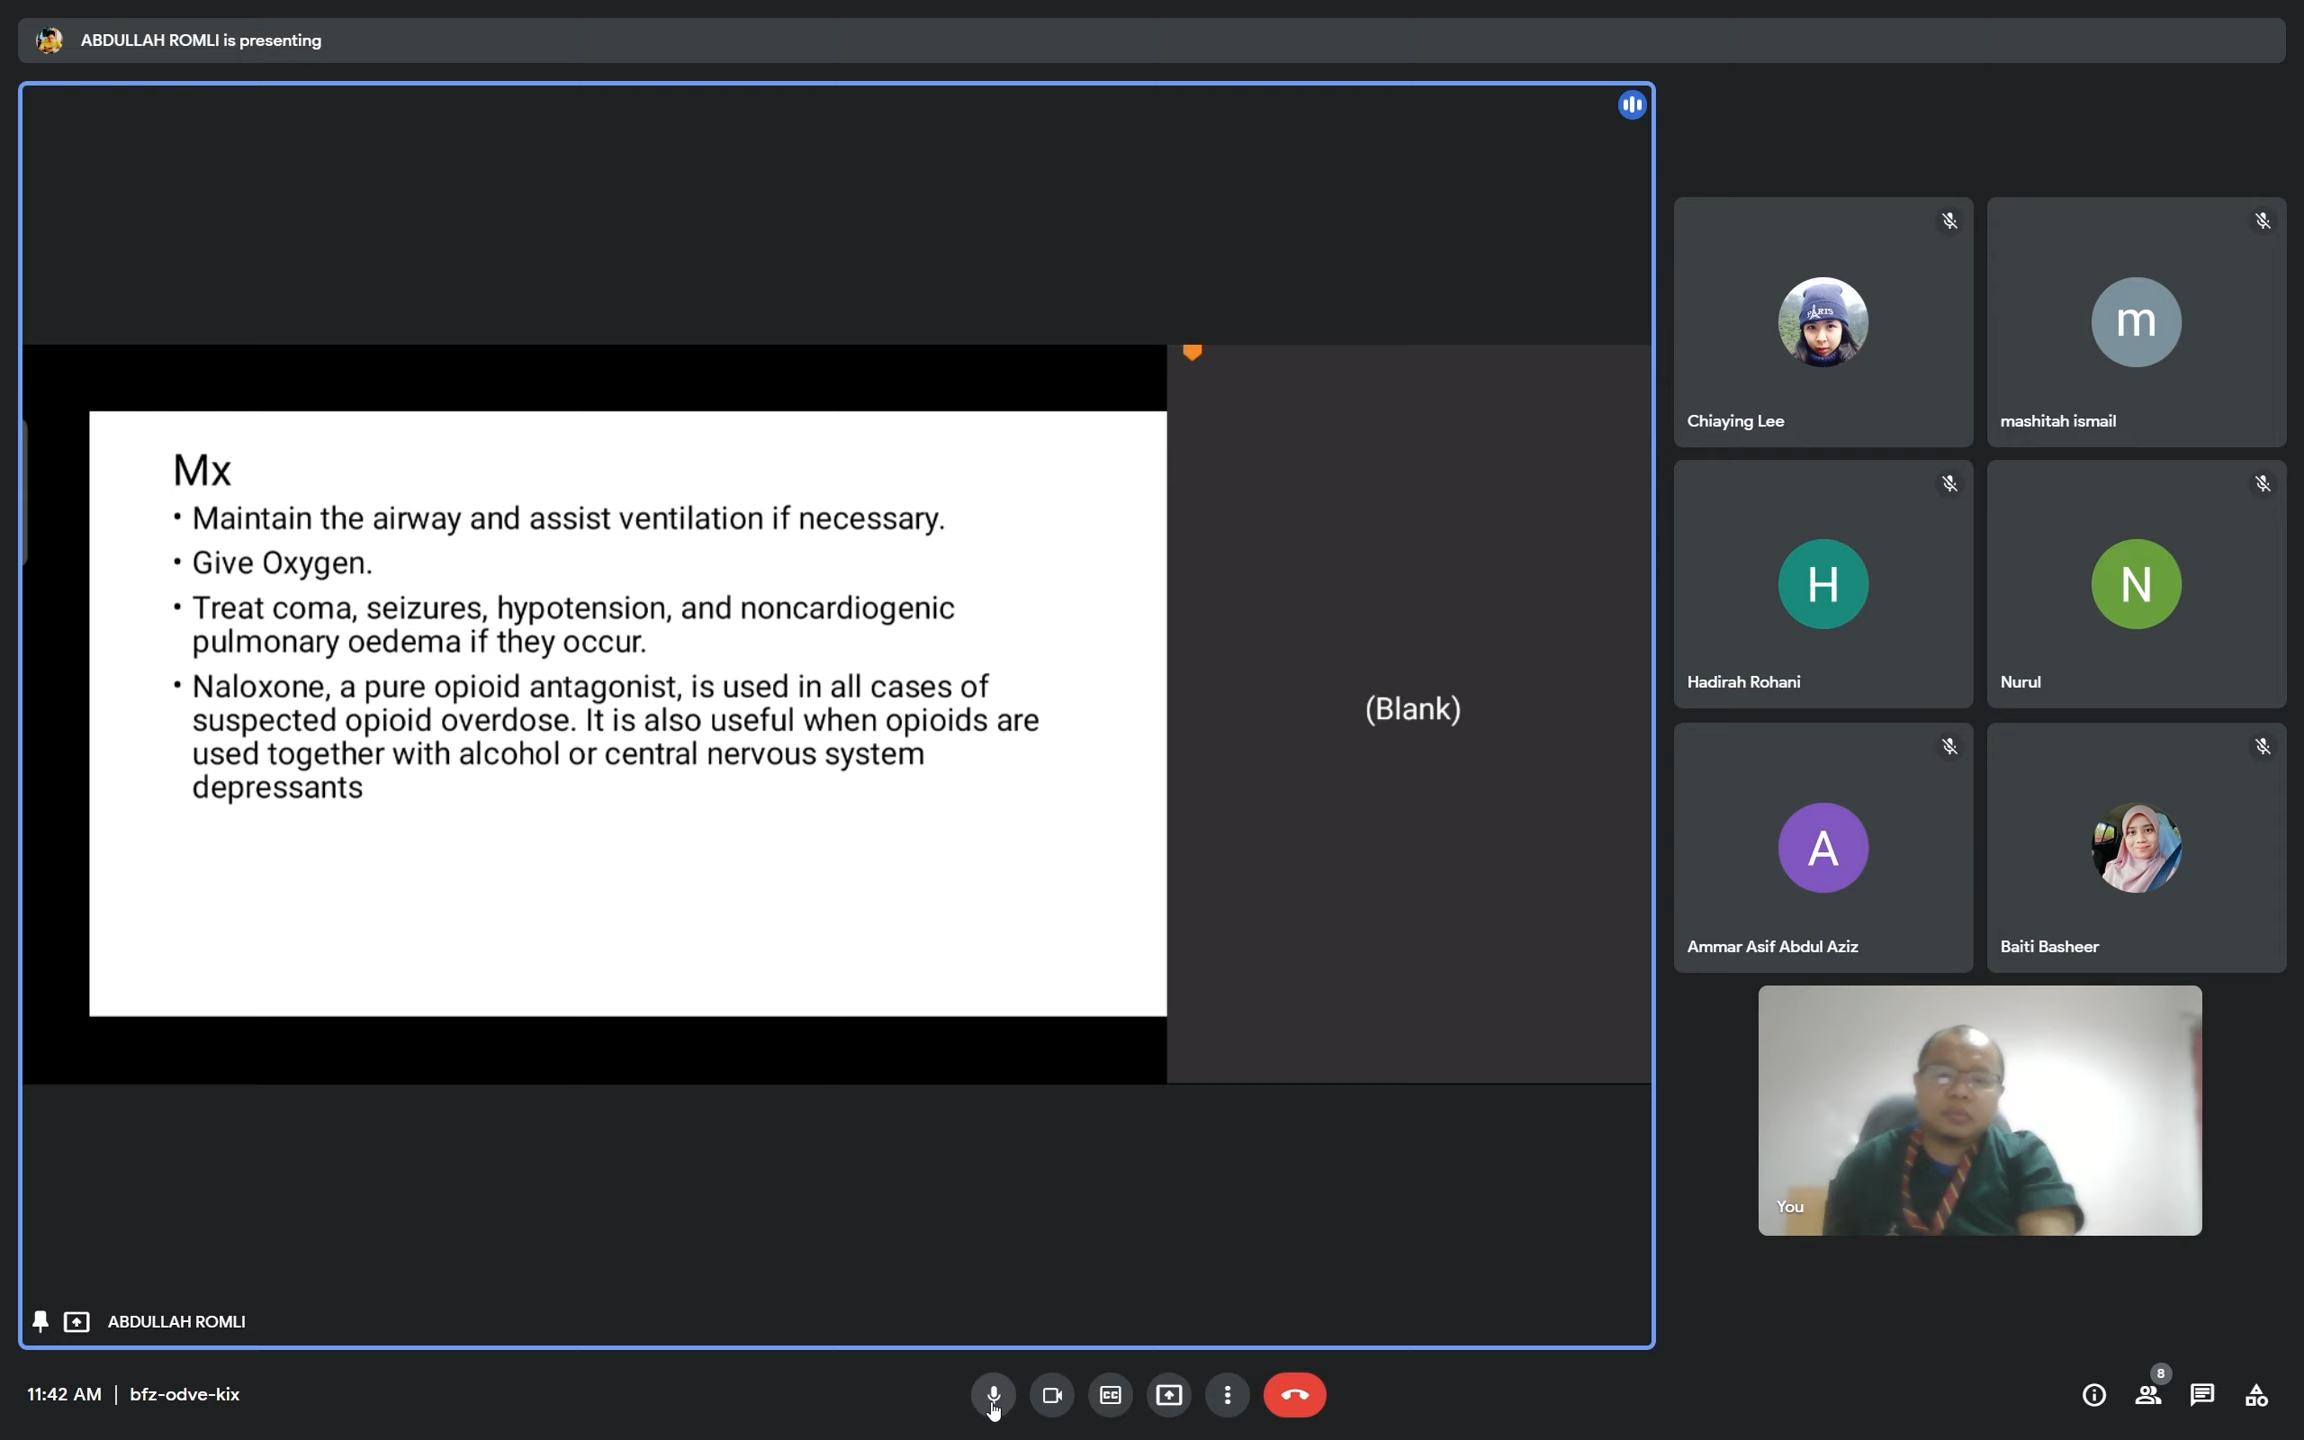 ABDULLAH ROMLI is presenting
Mx
• Maintain the airway and assist ventilation if necessary.
• Give Oxygen.
• Treat coma, seizures, hypotension, and noncardiogenic
pulmonary oedema if they occur.
• Naloxone, a pure opioid antagonist, is used in all cases of
suspected opioid overdose. It is also useful when opioids are
used together with alcohol or central nervous system
depressants
(Blank)
PARIS
Chiaying Lee
m
mashitah ismail
H
Hadirah Rohani
N
Nurul
A
Ammar Asif Abdul Aziz
Baiti Basheer
You
ABDULLAH ROMLI
11:42 AM | bfz-odve-kix
CC
8